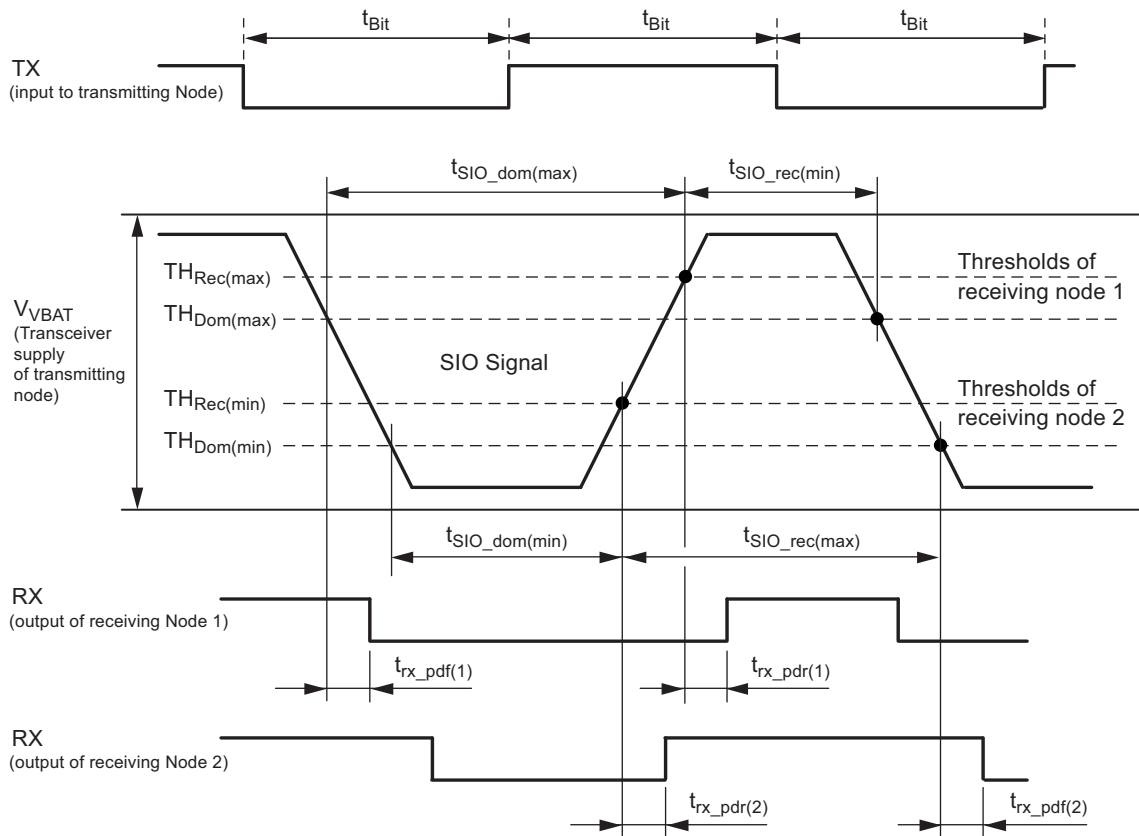 tBit
tBit
tBit
TX
(input to transmitting Node)
tSIO_dom(max)
tSIO_rec(min)
VVBAT
(Transceiver
supply
of transmitting
node)
THRec(max)
THDom(max)
THRec(min)
THDom(min)
SIO Signal
Thresholds of
receiving node 1
Thresholds of
receiving node 2
tSIO_dom(min)
tSIO_rec(max)
RX
(output of receiving Node 1)
trx_pdf(1)
trx_pdr(1)
RX
(output of receiving Node 2)
trx_pdr(2)
trx_pdf(2)